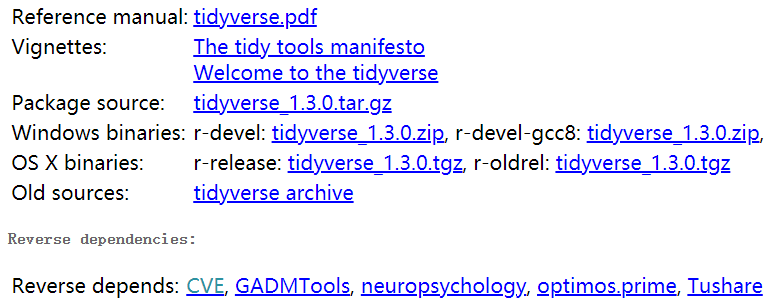 Reference manual: tidyverse.pdf
Vignettes: The tidy tools manifesto
Welcome to the tidyverse
Package source: tidyverse_1.3.0.tar.gz
Windows binaries: r-devel: tidyverse_1.3.0.zip, r-devel-gcc8: tidyverse_1.3.0.zip,
OS X binaries: r-release: tidyverse_1.3.0.tgz, r-oldrel: tidyverse_1.3.0.tgz
Old sources: tidyverse archive
Reverse dependencies:
Reverse depends: CVE, GADMTools, neuropsychology, optimos.prime, Tushare